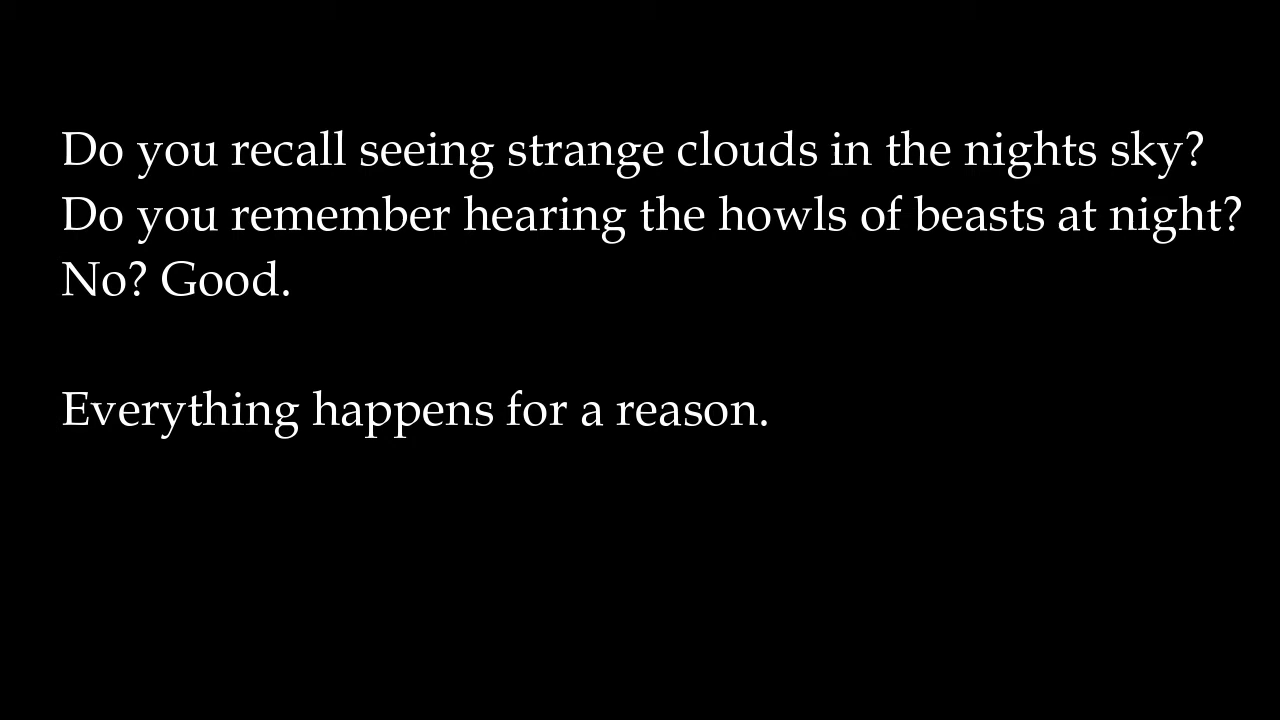 Do you recall seeing strange clouds in the nights sky?
Do you remember hearing the howls of beasts at night?
No? Good.
Everything happens for a reason.